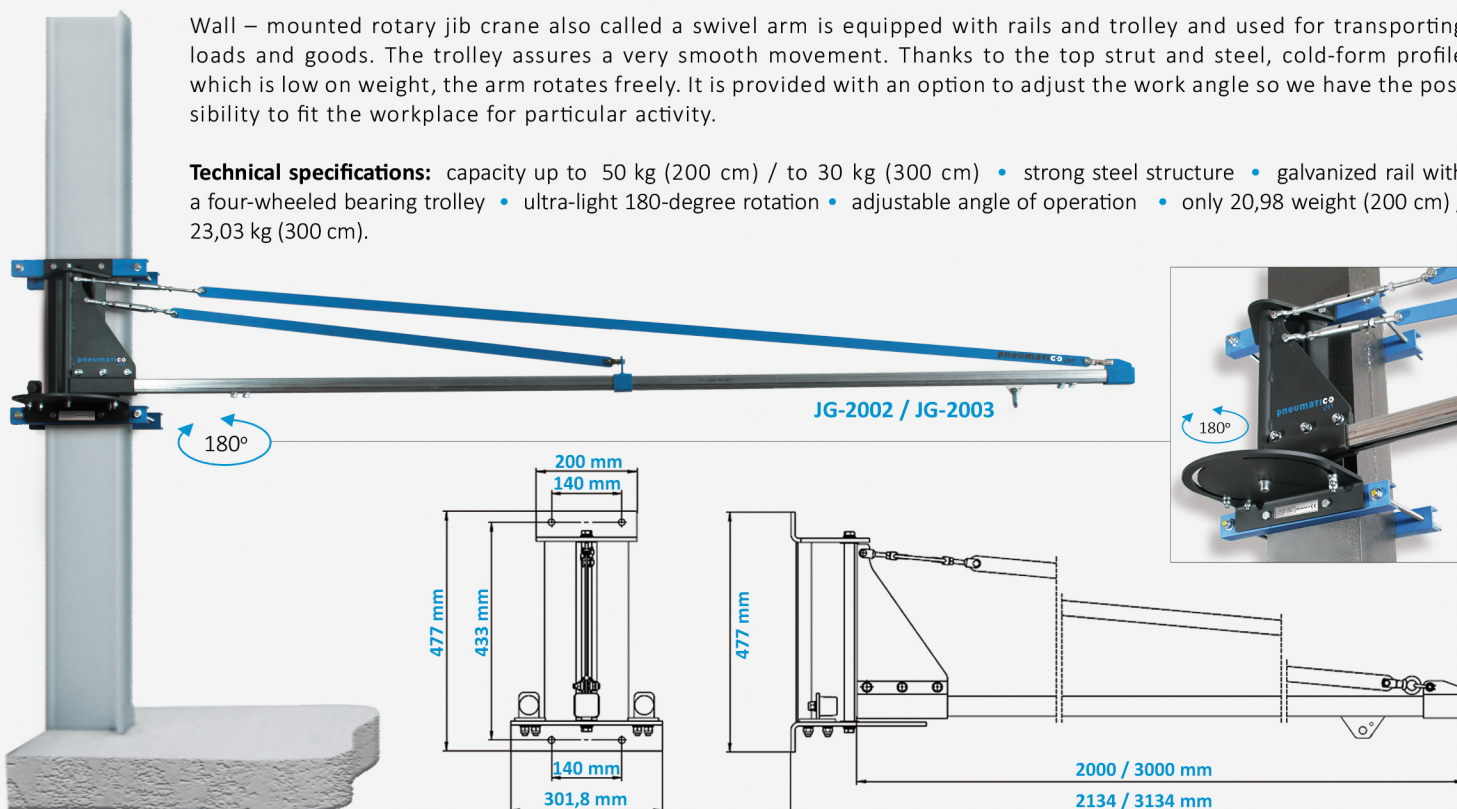 Wall – mounted rotary jib crane also called a swivel arm is equipped with rails and trolley and used for transporting
loads and goods. The trolley assures a very smooth movement. Thanks to the top strut and steel, cold-form profile
which is low on weight, the arm rotates freely. It is provided with an option to adjust the work angle so we have the pos
sibility to fit the workplace for particular activity.
Technical specifications: capacity up to 50 kg (200 cm) / to 30 kg (300 cm) • strong steel structure • galvanized rail with
a four-wheeled bearing trolley • ultra-light 180-degree rotation • adjustable angle of operation • only 20,98 weight (200 cm) ,
23,03 kg (300 cm).
pneumatico
pneumatico
JG-2002 / JG-2003
180º
pneumatico
180º
200 mm
140 mm
477 mm
433 mm
477 mm
140 mm
301,8 mm
2000 / 3000 mm
2134 / 3134 mm